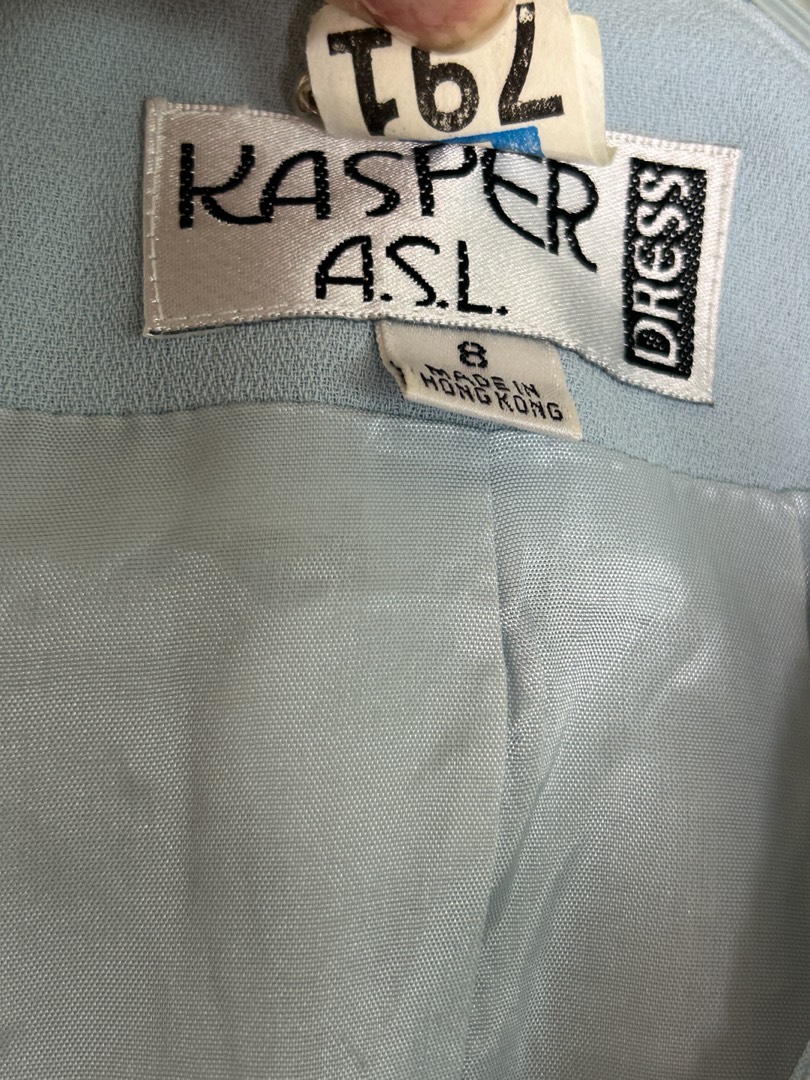 791
KASPER
A.S.L.
DRESS
8
MADE IN
HONG KONG